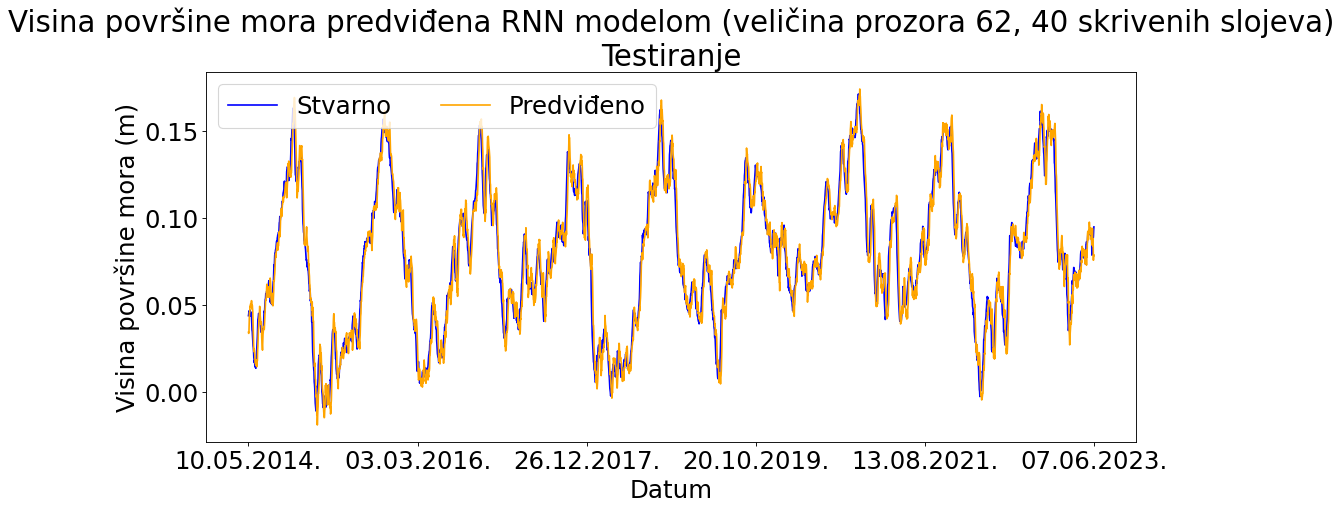 Visina površine mora predviđena RNN modelom (veličina prozora 62, 40 skrivenih slojeva)
Testiranje
Stvarno Predviđeno
Visina površine mora (m)
0.15
0.10
0.05
0.00
10.05.2014. 03.03.2016. 26.12.2017. 20.10.2019. 13.08.2021. 07.06.2023.
Datum